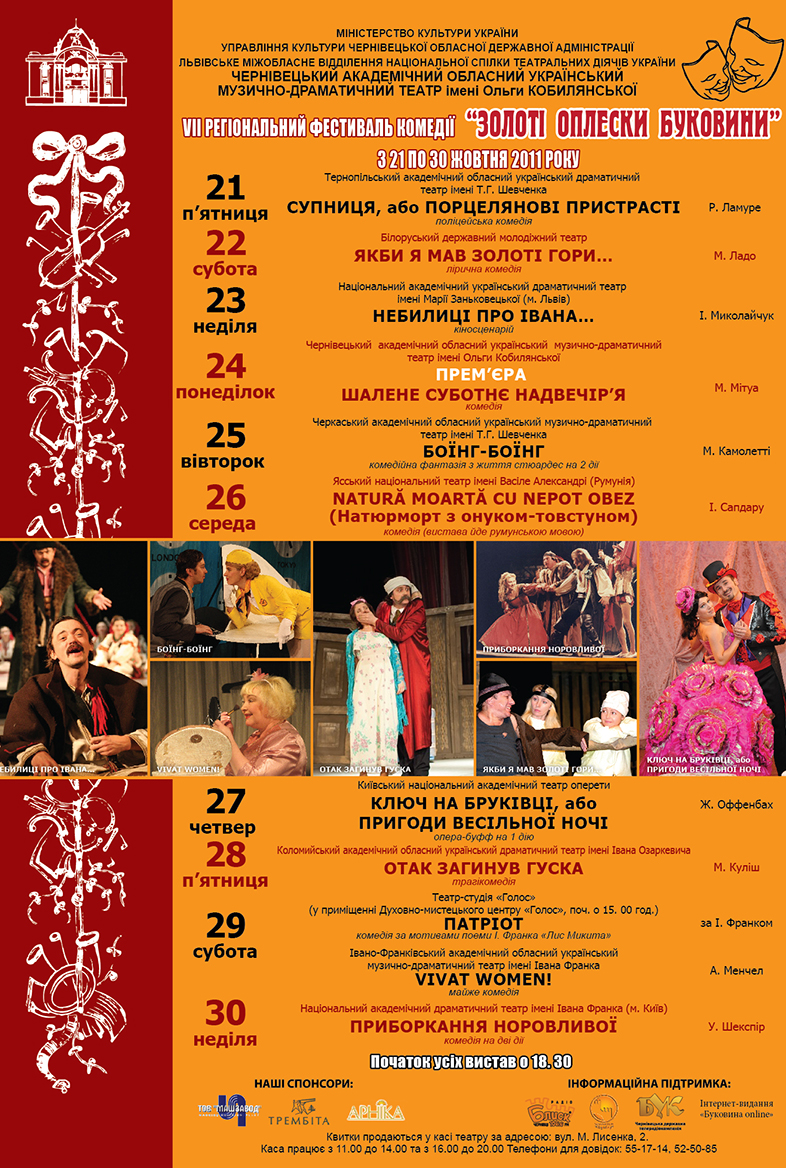 МІНІСТЕРСТВО КУЛЬТУРИ УКРАЇНИ
УПРАВЛІННЯ КУЛЬТУРИ ЧЕРНІВЕЦЬКОЇ ОБЛАСНОЇ ДЕРЖАВНОЇ АДМІНІСТРАЦІЇ
ЛЬВІВСЬКЕ МІЖОБЛАСНЕ ВІДДІЛЕННЯ НАЦІОНАЛЬНОЇ СПІЛКИ ТЕАТРАЛЬНИХ ДІЯЧІВ УКРАЇНИ
ЧЕРНІВЕЦЬКИЙ АКАДЕМІЧНИЙ ОБЛАСНИЙ УКРАЇНСЬКИЙ
МУЗИЧНО-ДРАМАТИЧНИЙ ТЕАТР імені Ольги КОБИЛЯНСЬКОЇ
VII РЕГІОНАЛЬНИЙ ФЕСТИВАЛЬ КОМЕДІЇ "ЗОЛОТІ ОПЛЕСКИ БУКОВИНИ"
З 21 ПО 30 ЖОВТНЯ 2011 РОКУ
21
п'ятниця
Тернопільський академічний обласний український драматичний
театр імені Т.Г. Шевченка
СУПНИЦЯ, або ПОРЦЕЛЯНОВІ ПРИСТРАСТІ
поліцейська комедія
Р. Ламуре
22
субота
Білоруський державний молодіжний театр
ЯКБИ Я МАВ ЗОЛОТІ ГОРИ...
лірична комедія
М. Ладо
23
неділя
Національний академічний український драматичний театр
імені Марії Заньковецької (м. Львів)
НЕБИЛИЦІ ПРО ІВАНА...
кіносценарій
І. Миколайчук
24
понеділок
Чернівецький академічний обласний український музично-драматичний
театр імені Ольги Кобилянської
ПРЕМ'ЄРА
ШАЛЕНЕ СУБОТНЄ НАДВЕЧІР'Я
комедія
М. Мітуа
25
вівторок
Черкаський академічний обласний український музично-драматичний
театр імені Т.Г. Шевченка
БОЇНГ-БОЇНГ
комедійна фантазія з життя стюардес на 2 дії
М. Камолетті
26
середа
Ясський національний театр імені Васіле Александрі (Румунія)
NATURĂ MOARTĂ CU NEPOT OBEZ
(Натюрморт з онуком-товстуном)
комедія (вистава йде румунською мовою)
І. Сапдару
LONDON
БОЇНГ-БОЇНГ
ПРИБОРКАННЯ НОРОВЛИВОЇ
ЕБИЛИЦІ ПРО ІВАНА...
VIVAT WOMEN!
ОТАК ЗАГИНУВ ГУСКА
ЯКБИ Я МАВ ЗОЛОТІ ГОРИ...
КЛЮЧ НА БРУКІВЦІ, або
ПРИГОДИ ВЕСІЛЬНОЇ НОЧІ
27
четвер
Київський національний академічний театр оперети
КЛЮЧ НА БРУКІВЦІ, або
ПРИГОДИ ВЕСІЛЬНОЇ НОЧІ
опера-буфф на 1 дію
Ж. Оффенбах
28
п'ятниця
Коломийський академічний обласний український драматичний театр імені Івана Озаркевича
ОТАК ЗАГИНУВ ГУСКА
трагікомедія
М. Куліш
29
субота
Театр-студія «Голос»
(у приміщенні Духовно-мистецького центру «Голос», поч. о 15. 00 год.)
ПАТРІОТ
комедія за мотивами поеми І. Франка «Лис Микита»
за І. Франком
Івано-Франківський академічний обласний український
музично-драматичний театр імені Івана Франка
VIVAT WOMEN!
майже комедія
А. Менчел
30
неділя
Національний академічний драматичний театр імені Івана Франка (м. Київ)
ПРИБОРКАННЯ НОРОВЛИВОЇ
комедія на дві дії
У. Шекспір
Початок усіх вистав о 18. 30
НАШІ СПОНСОРИ:
ІНФОРМАЦІЙНА ПІДТРИМКА:
ТОВ. "МАШЗАВОД"
ТРЕМБІТА
АРНІКА
РАДІО
Блиск
БУК
Чернівецька державна
телерадіокомпанія
Інтернет-видання
«Буковина online»
Квитки продаються у касі театру за адресою: вул. М. Лисенка, 2.
Каса працює з 11.00 до 14.00 та з 16.00 до 20.00 Телефони для довідок: 55-17-14, 52-50-85